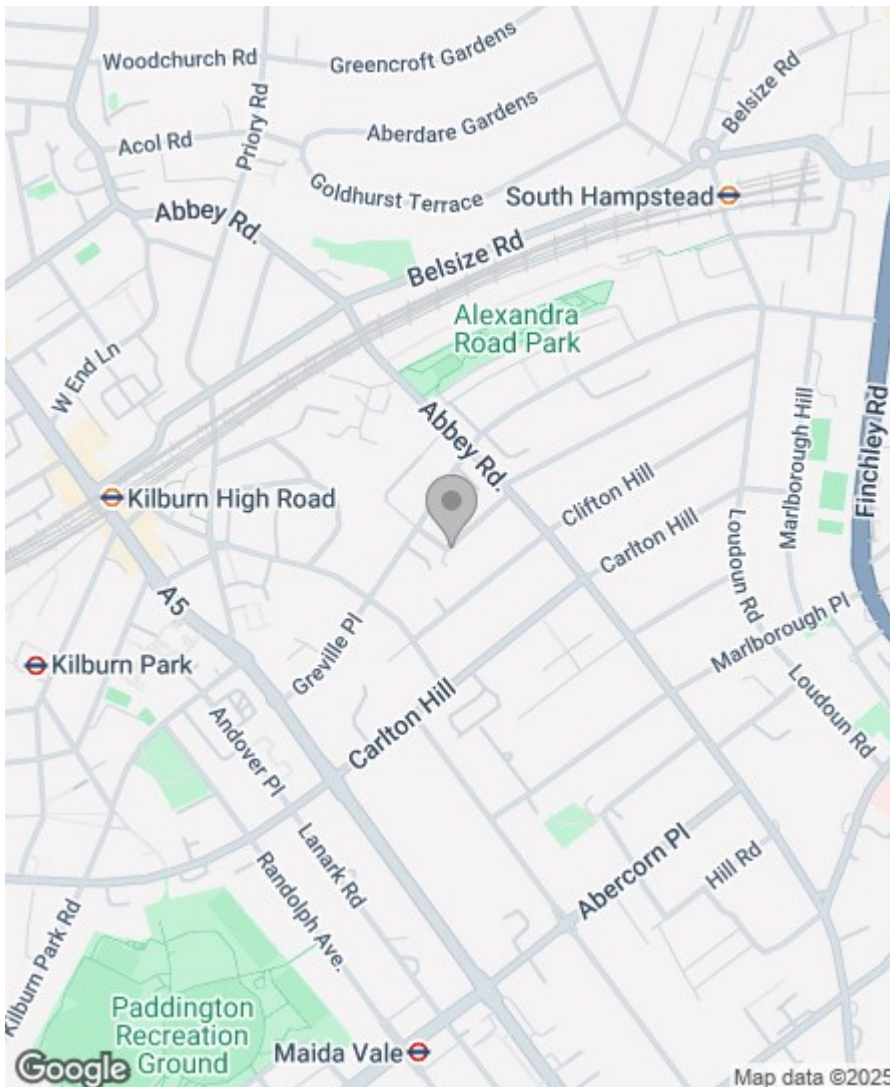 Woodchurch Rd
Greencroft Gardens
Belsize Rd
Acol Rd
Priory Rd
Aberdare Gardens
Goldhurst Terrace
South Hampstead
Abbey Rd.
Belsize Rd
Alexandra
Road Park
W End Ln
Abbey Rd.
Marlborough Hill
Finchley Rd
Kilburn High Road
Clifton Hill
Carlton Hill
Loudoun Rd
A5
Marlborough Pl
Kilburn Park
Greville Pl
Loudoun Rd
Carlton Hill
Andover Pl
Lanark Rd
Abercorn Pl
Hill Rd
Randolph Ave.
Kilburn Park Rd
Paddington
Recreation
Ground
Maida Vale
Google
Map data ©2025